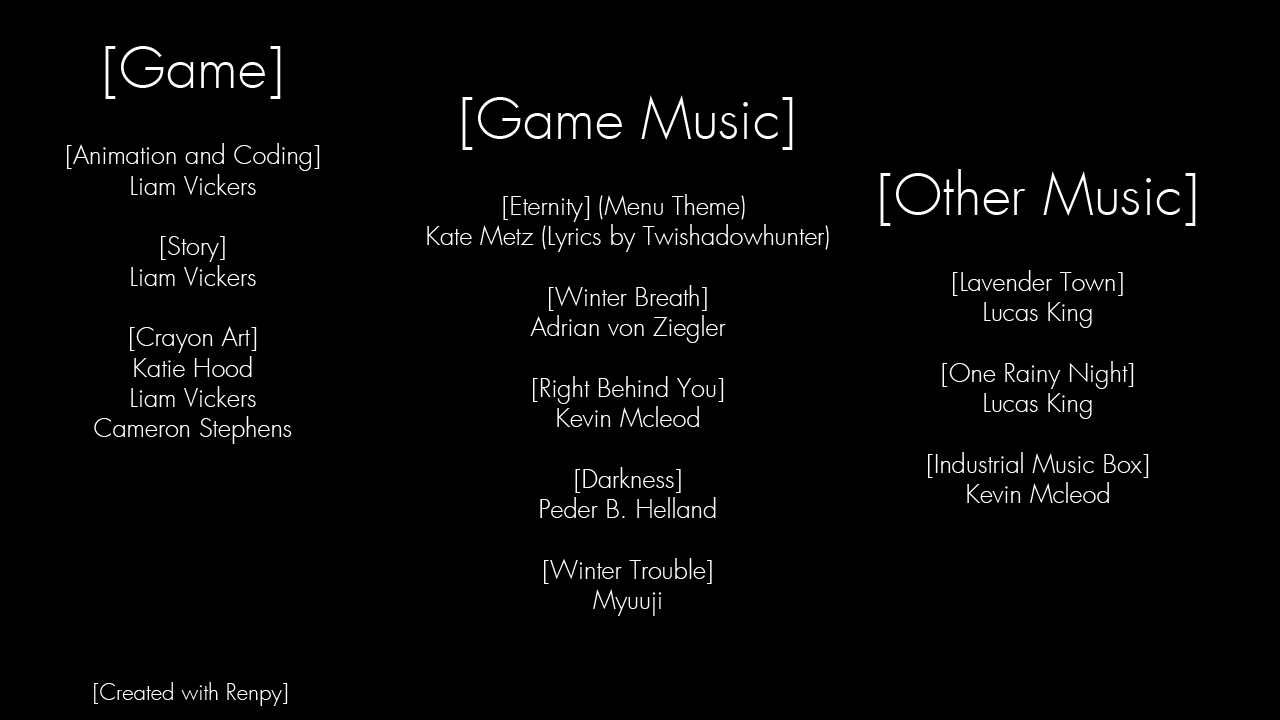 [Game]
[Animation and Coding]
Liam Vickers
[Story]
Liam Vickers
[Crayon Art]
Katie Hood
Liam Vickers
Cameron Stephens
[Created with Renpy]
[Game Music]
[Eternity] (Menu Theme)
Kate Metz (Lyrics by Twishadowhunter)
[Winter Breath]
Adrian von Ziegler
[Right Behind You]
Kevin Mcleod
[Darkness]
Peder B. Helland
[Winter Trouble]
Myuuji
[Other Music]
[Lavender Town]
Lucas King
[One Rainy Night]
Lucas King
[Industrial Music Box]
Kevin Mcleod